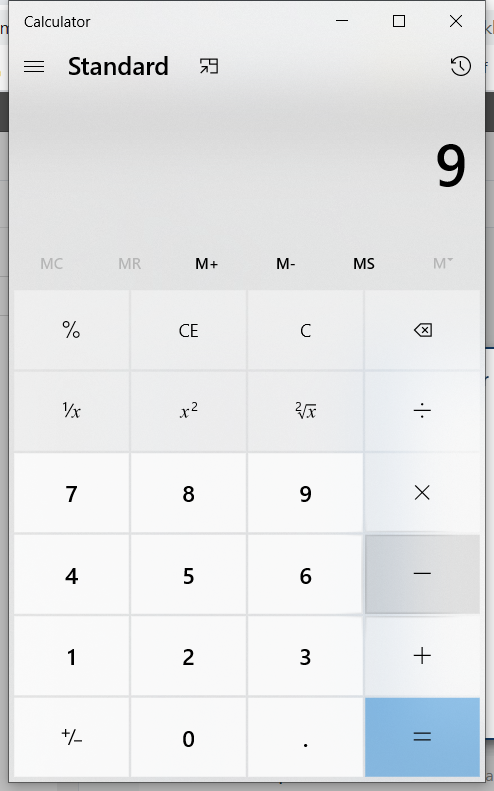 Calculator
Standard
9
MC MR M+ M- MS M˅
% CE C
¹/x x² ²√x ÷
7 8 9 ×
4 5 6 −
1 2 3 +
+/− 0 . =